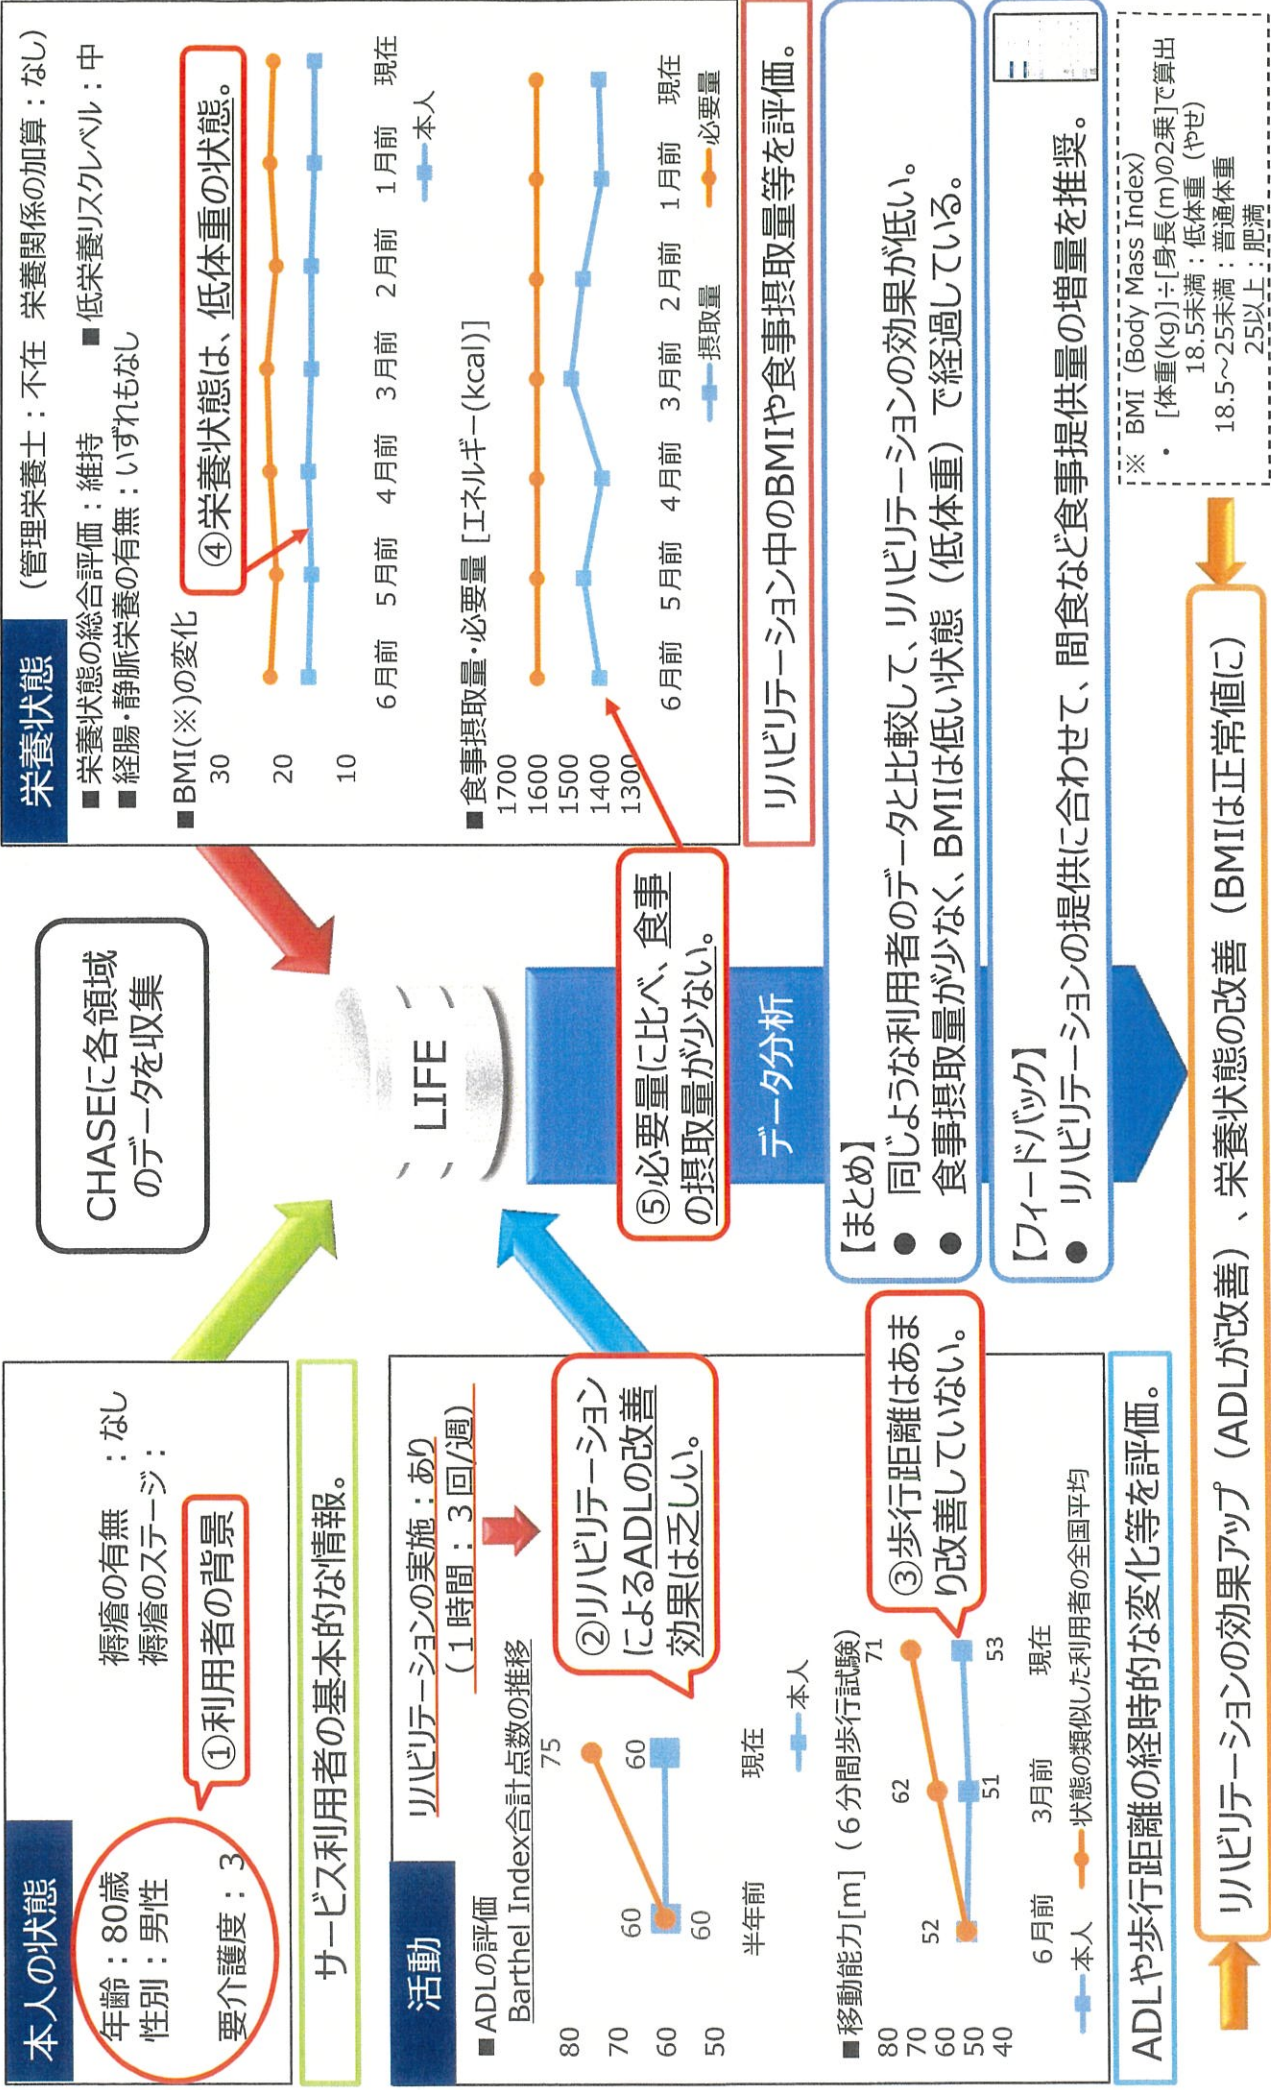 本人の状態
年齢：80歳
性別：男性
要介護度：3
褥瘡の有無　：なし
褥瘡のステージ：
①利用者の背景
サービス利用者の基本的な情報。
CHASEに各領域
のデータを収集
LIFE
栄養状態
（管理栄養士：不在　栄養関係の加算：なし）
■ 栄養状態の総合評価：維持　■ 低栄養リスクレベル：中
■ 経腸・静脈栄養の有無：いずれもなし
■ BMI(※)の変化
④栄養状態は、低体重の状態。
30
20
10
6月前　5月前　4月前　3月前　2月前　1月前　現在
本人
■ 食事摂取量・必要量 [エネルギー(kcal)]
1700
1600
1500
1400
1300
6月前　5月前　4月前　3月前　2月前　1月前　現在
摂取量　必要量
リハビリテーション中のBMIや食事摂取量等を評価。
活動
リハビリテーションの実施：あり
（1時間：3回/週）
■ ADLの評価
Barthel Index合計点数の推移
②リハビリテーション
によるADLの改善
効果は乏しい。
80
70
60
50
60
60
75
60
半年前　現在
本人
■ 移動能力[m]（6分間歩行試験）
③歩行距離はあま
り改善していない。
80
70
60
50
40
52
62
51
71
53
6月前　3月前　現在
本人　状態の類似した利用者の全国平均
ADLや歩行距離の経時的な変化等を評価。
⑤必要量に比べ、食事
の摂取量が少ない。
データ分析
【まとめ】
● 同じような利用者のデータと比較して、リハビリテーションの効果が低い。
● 食事摂取量が少なく、BMIは低い状態（低体重）で経過している。
【フィードバック】
● リハビリテーションの提供に合わせて、間食など食事提供量の増量を推奨。
リハビリテーションの効果アップ（ADLが改善）、栄養状態の改善（BMIは正常値に）
※ BMI（Body Mass Index）
・ [体重(kg)]÷[身長(m)の2乗]で算出
18.5未満：低体重（やせ）
18.5～25未満：普通体重
25以上：肥満